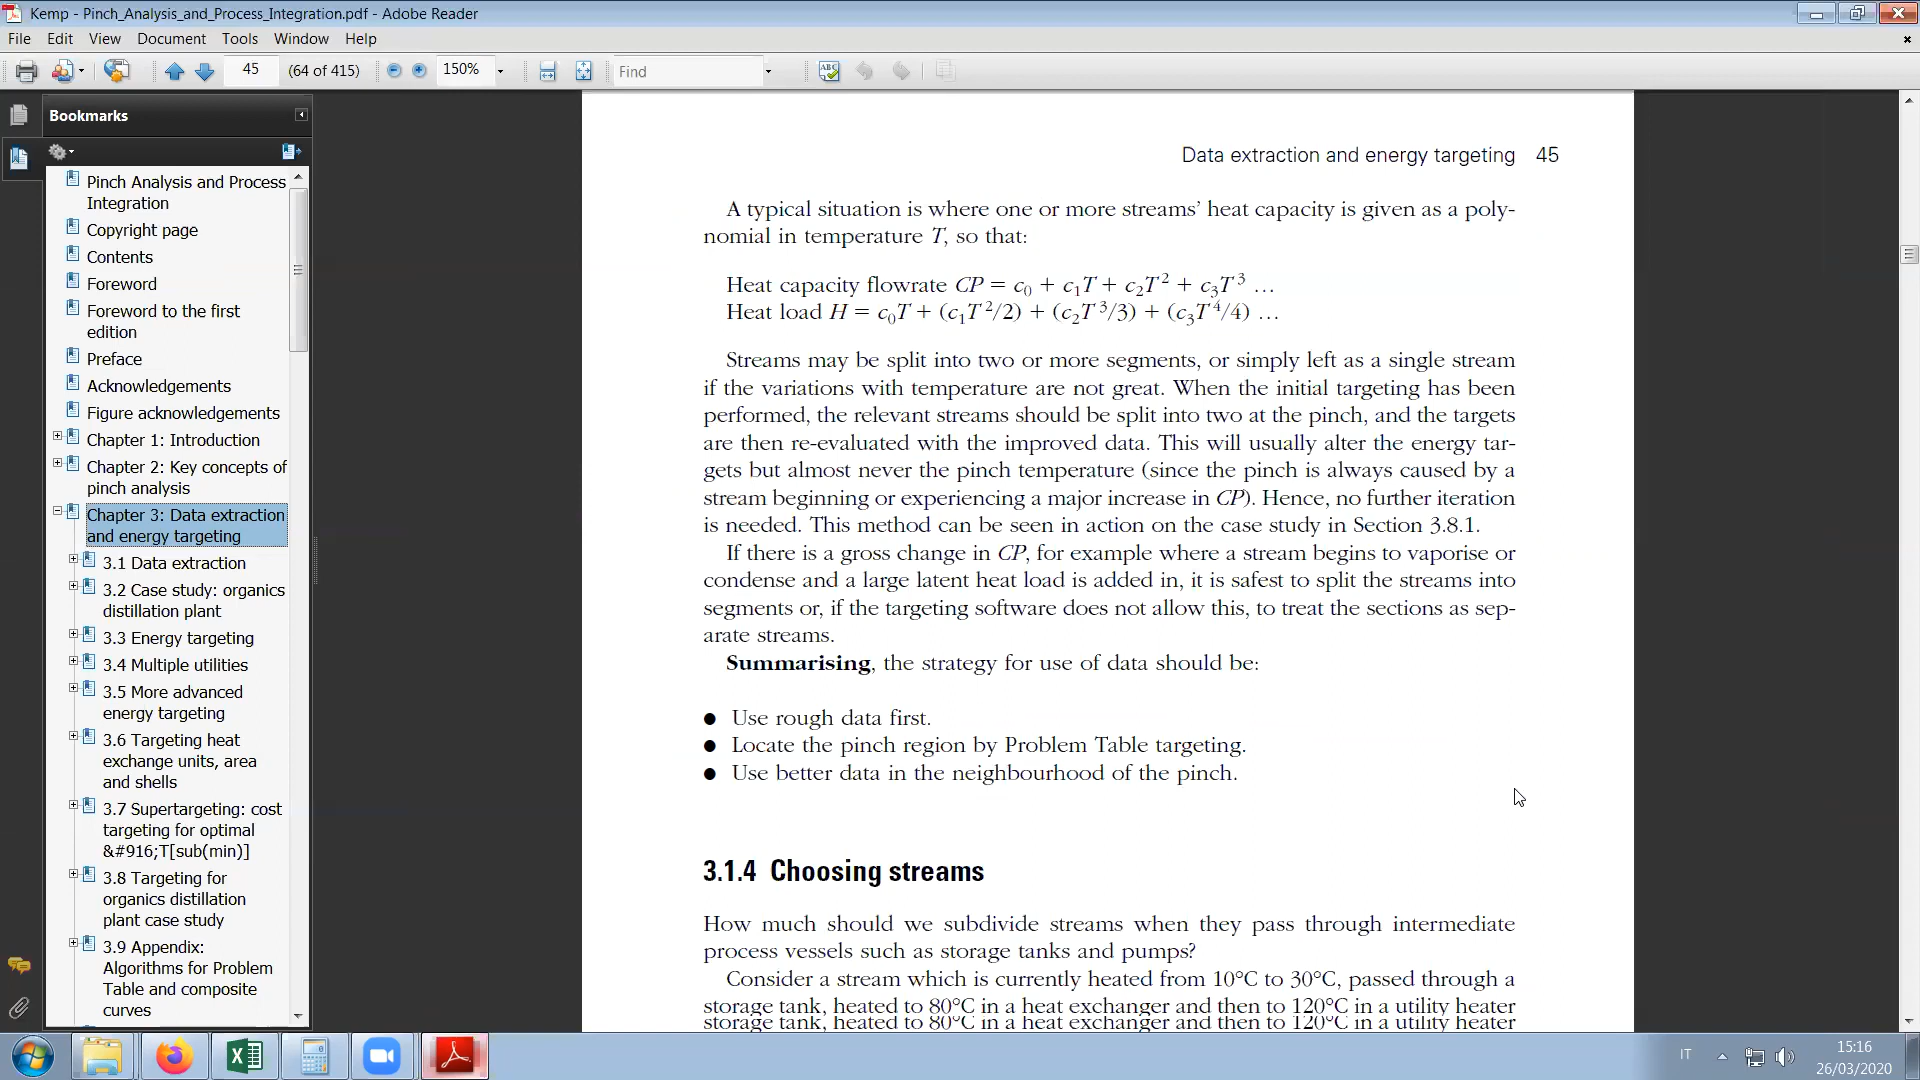 Kemp - Pinch_Analysis_and_Process_Integration.pdf - Adobe Reader
File Edit View Document Tools Window Help
45 (64 of 415) 150% Find
Bookmarks
Pinch Analysis and Process
Integration
Copyright page
Contents
Foreword
Foreword to the first
edition
Preface
Acknowledgements
Figure acknowledgements
Chapter 1: Introduction
Chapter 2: Key concepts of
pinch analysis
Chapter 3: Data extraction
and energy targeting
3.1 Data extraction
3.2 Case study: organics
distillation plant
3.3 Energy targeting
3.4 Multiple utilities
3.5 More advanced
energy targeting
3.6 Targeting heat
exchange units, area
and shells
3.7 Supertargeting: cost
targeting for optimal
&#916;T[sub(min)]
3.8 Targeting for
organics distillation
plant case study
3.9 Appendix:
Algorithms for Problem
Table and composite
curves
Data extraction and energy targeting 45
A typical situation is where one or more streams’ heat capacity is given as a poly-
nomial in temperature T, so that:
Heat capacity flowrate CP = c₀ + c₁T + c₂T² + c₃T³ …
Heat load H = c₀T + (c₁T²/2) + (c₂T³/3) + (c₃T⁴/4) …
Streams may be split into two or more segments, or simply left as a single stream
if the variations with temperature are not great. When the initial targeting has been
performed, the relevant streams should be split into two at the pinch, and the targets
are then re-evaluated with the improved data. This will usually alter the energy tar-
gets but almost never the pinch temperature (since the pinch is always caused by a
stream beginning or experiencing a major increase in CP). Hence, no further iteration
is needed. This method can be seen in action on the case study in Section 3.8.1.
If there is a gross change in CP, for example where a stream begins to vaporise or
condense and a large latent heat load is added in, it is safest to split the streams into
segments or, if the targeting software does not allow this, to treat the sections as sep-
arate streams.
Summarising, the strategy for use of data should be:
● Use rough data first.
● Locate the pinch region by Problem Table targeting.
● Use better data in the neighbourhood of the pinch.
3.1.4 Choosing streams
How much should we subdivide streams when they pass through intermediate
process vessels such as storage tanks and pumps?
Consider a stream which is currently heated from 10°C to 30°C, passed through a
storage tank, heated to 80°C in a heat exchanger and then to 120°C in a utility heater
storage tank, heated to 80°C in a heat exchanger and then to 120°C in a utility heater
IT
15:16
26/03/2020